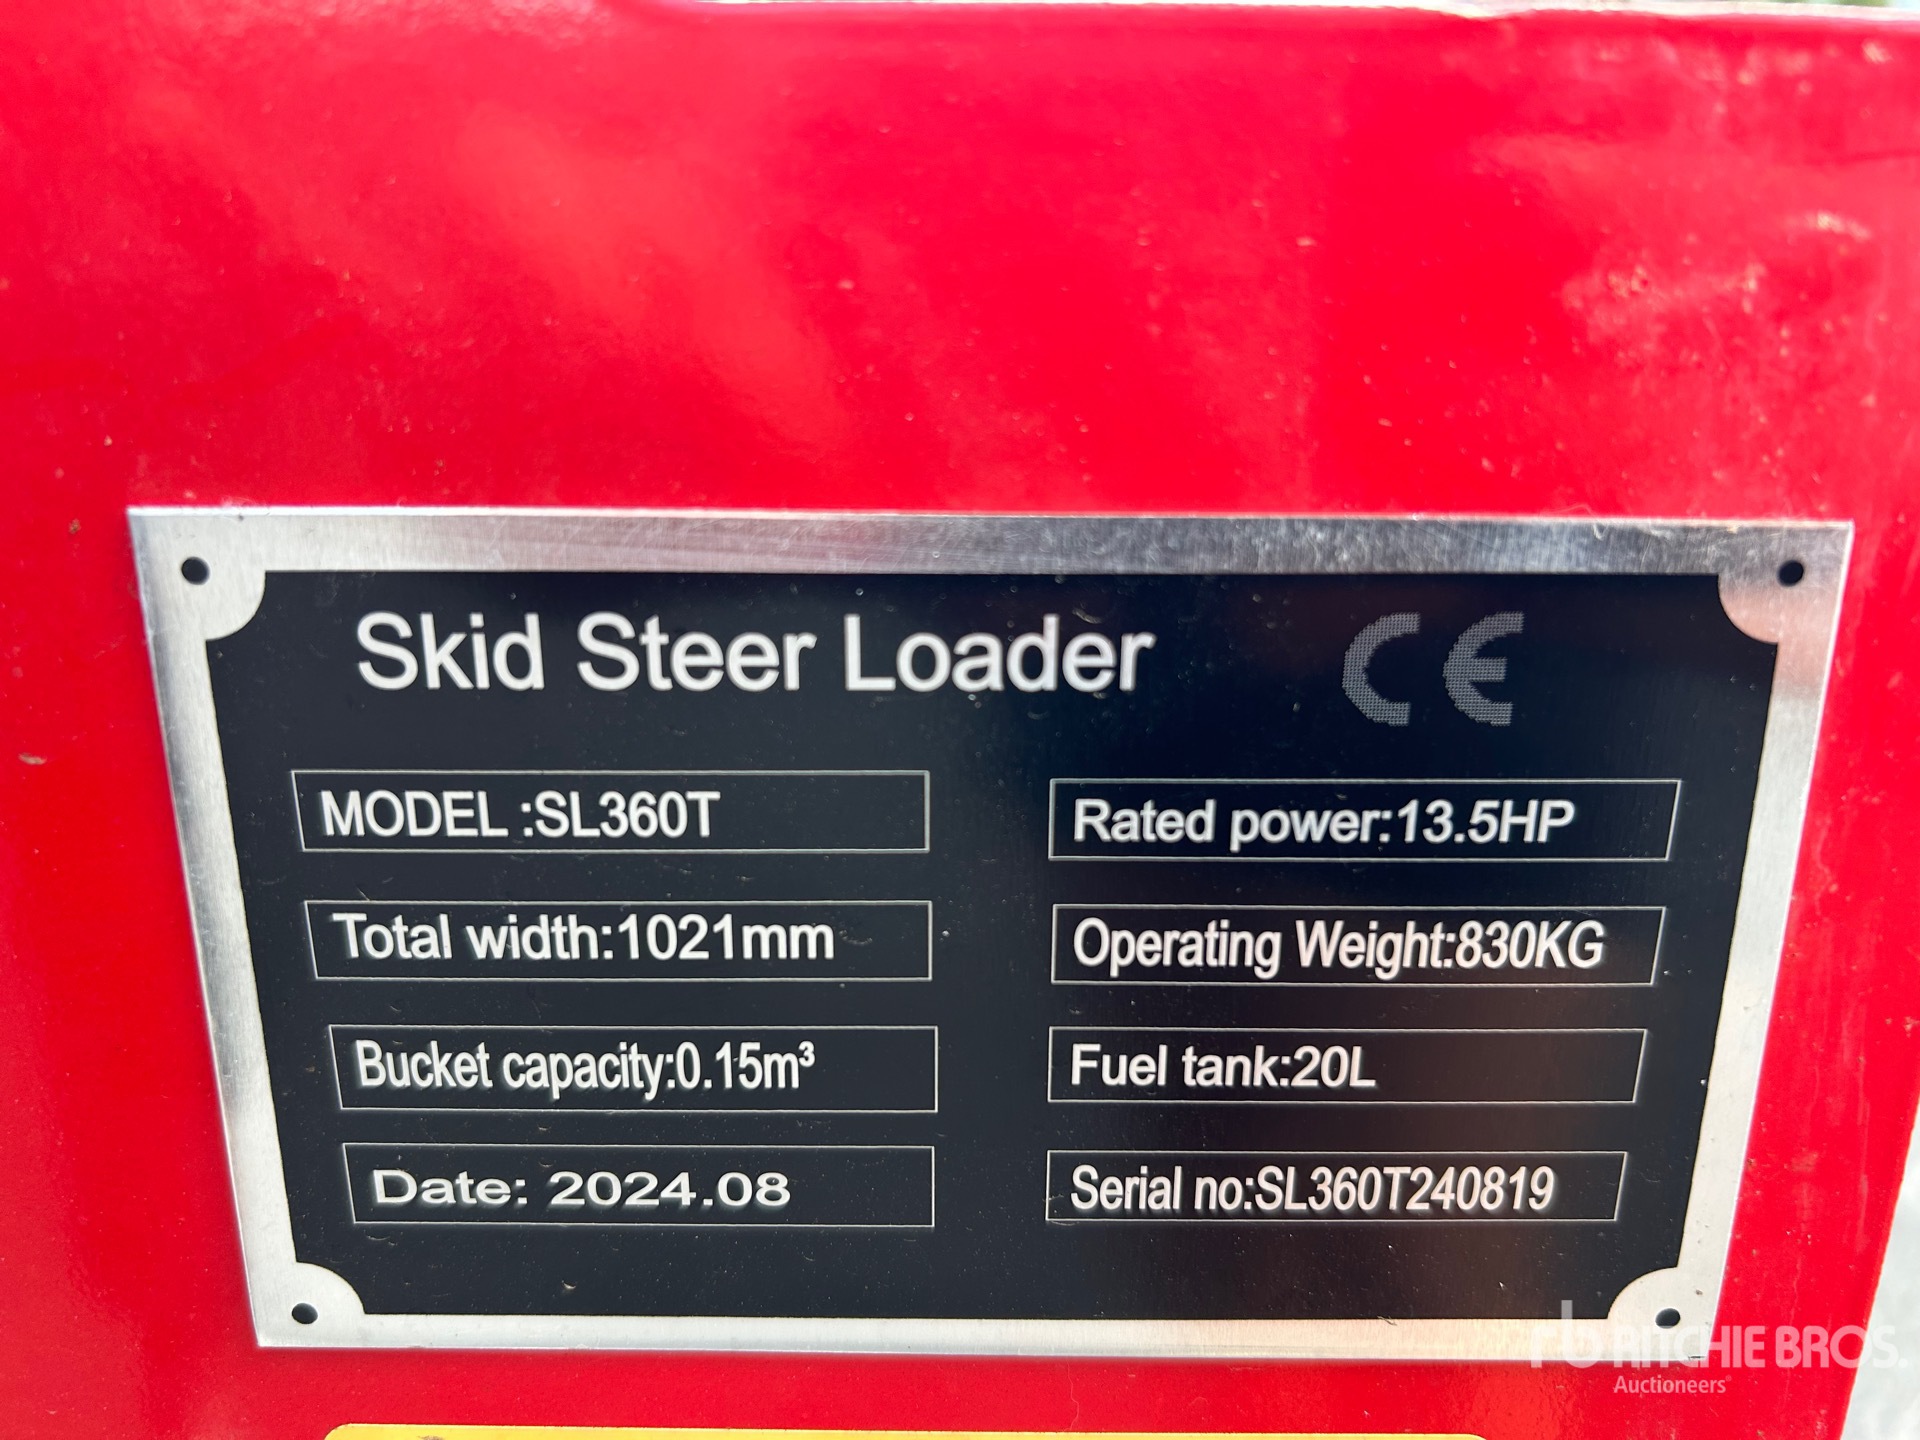 Skid Steer Loader CE
MODEL :SL360T
Rated power:13.5HP
Total width:1021mm
Operating Weight:830KG
Bucket capacity:0.15m³
Fuel tank:20L
Date: 2024.08
Serial no:SL360T240819
rb RITCHIE BROS.
Auctioneers